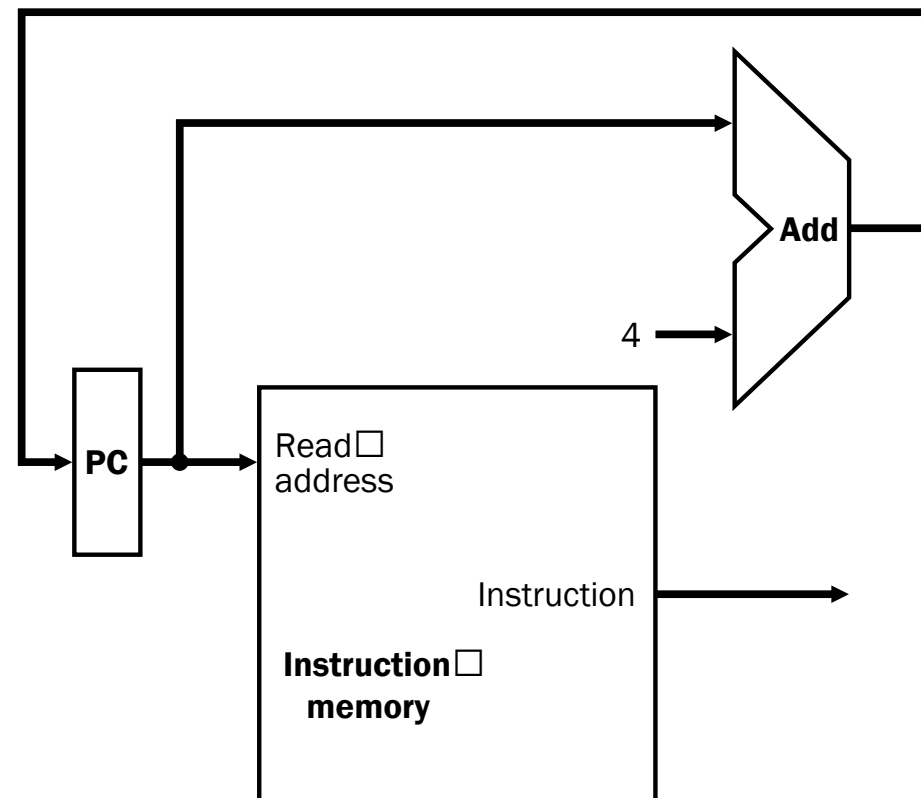 Add
4
PC
Read
address
Instruction
Instruction
memory